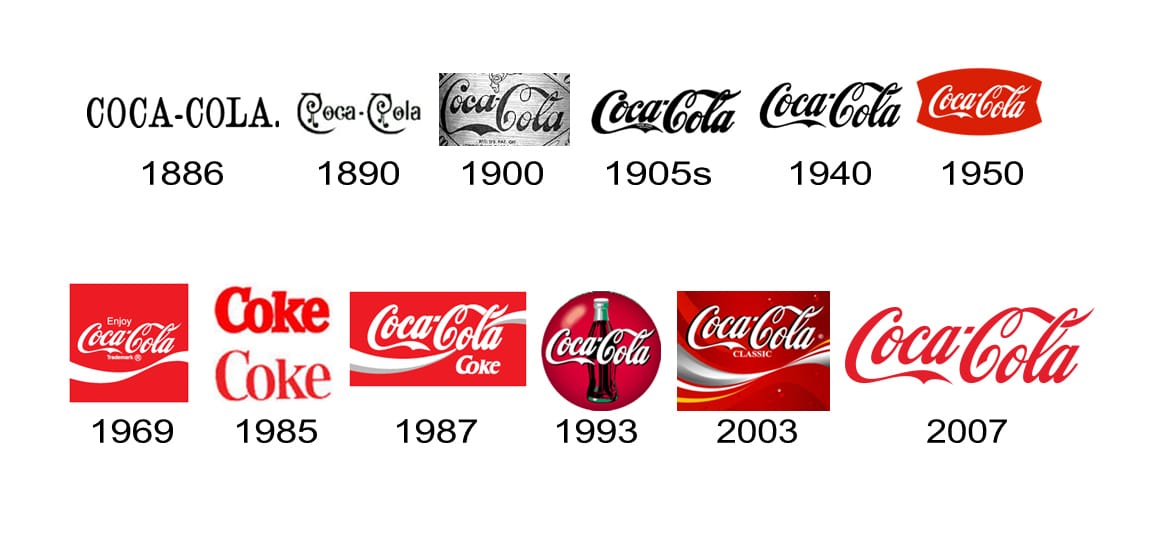 COCA-COLA.
Coca-Cola
Coca-Cola
Coca-Cola
Coca-Cola
Coca-Cola
1886
1890
1900
1905s
1940
1950
Enjoy
Coca-Cola
Trademark ®
Coke
Coke
Coca-Cola
Coke
Coca-Cola
Coca-Cola ®
CLASSIC
Coca-Cola
1969
1985
1987
1993
2003
2007